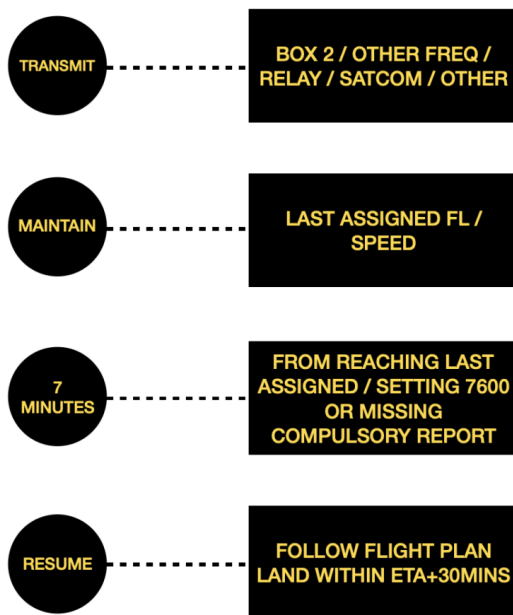 TRANSMIT
BOX 2 / OTHER FREQ /
RELAY / SATCOM / OTHER
MAINTAIN
LAST ASSIGNED FL /
SPEED
7
MINUTES
FROM REACHING LAST
ASSIGNED / SETTING 7600
OR MISSING
COMPULSORY REPORT
RESUME
FOLLOW FLIGHT PLAN
LAND WITHIN ETA+30MINS